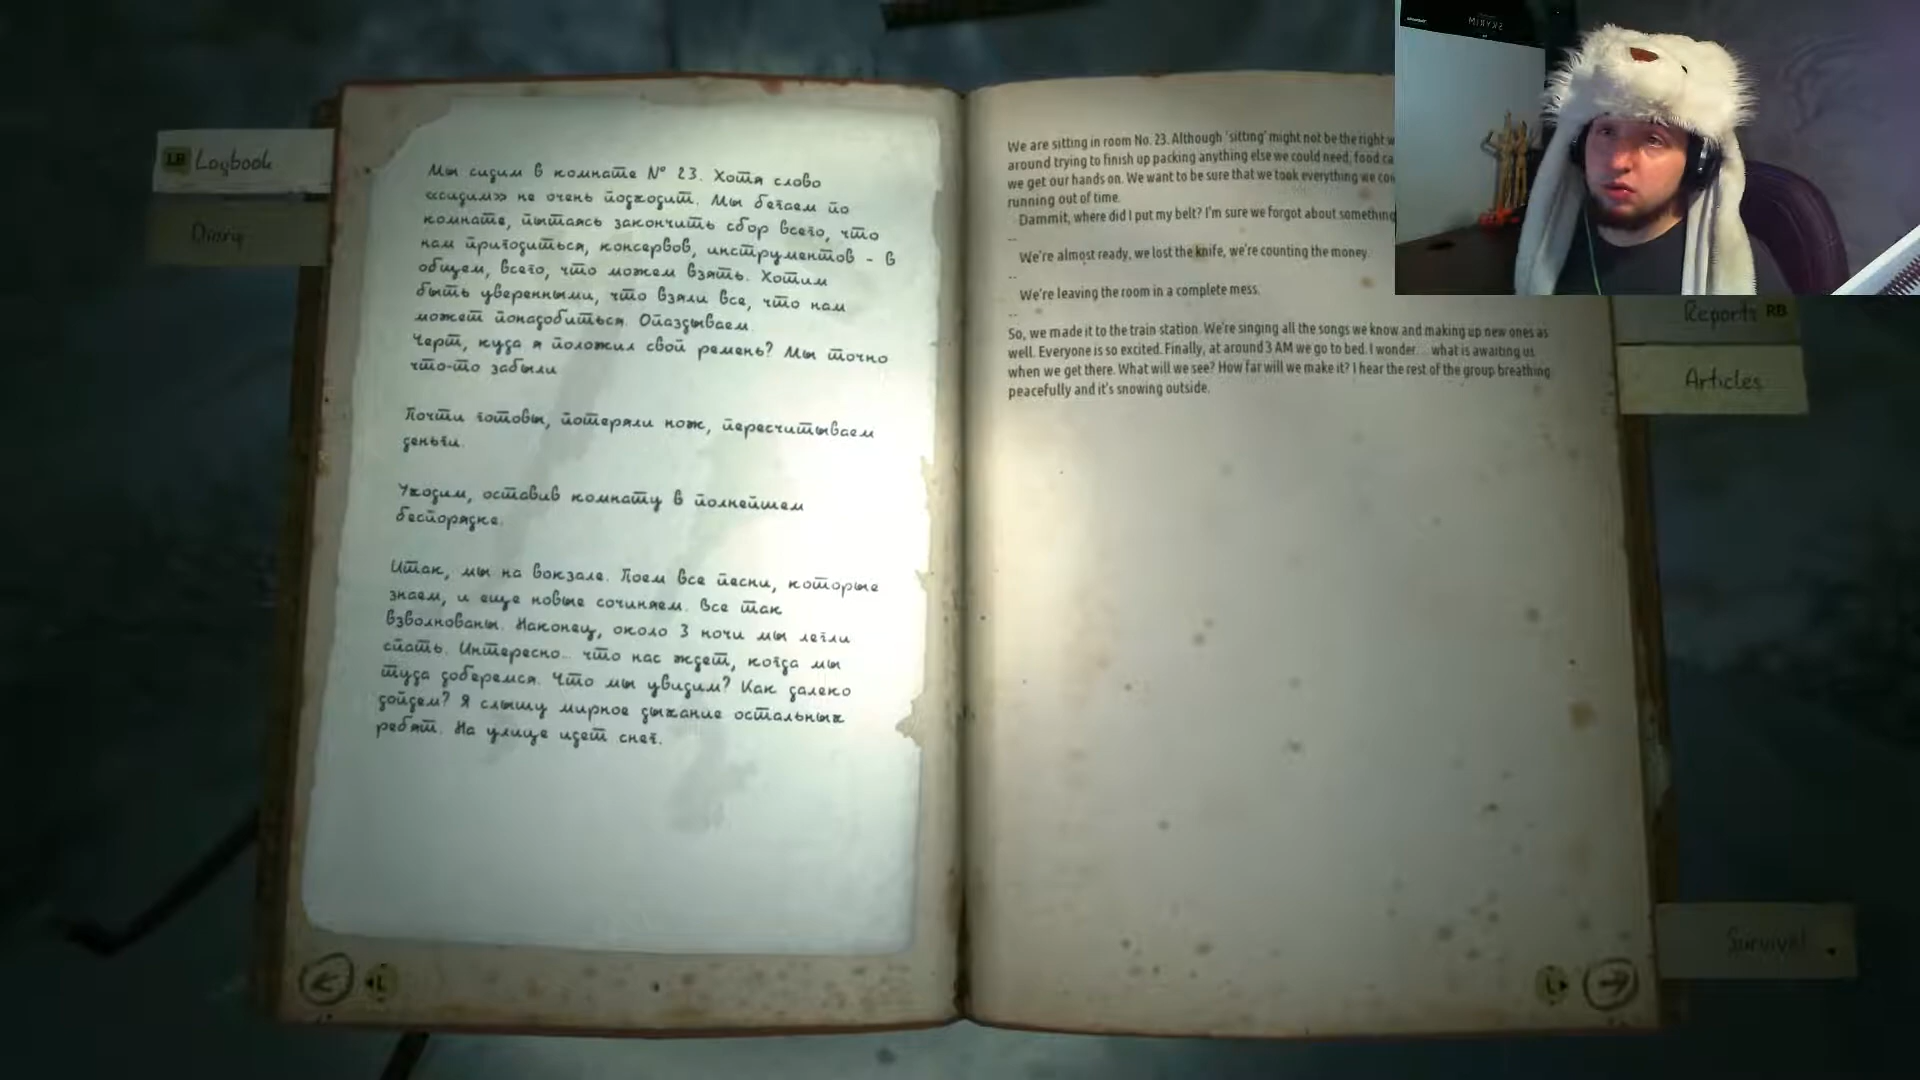 SKYRIM
LB Logbook
Diary
Мы сидим в комнате № 23. Хотя слово
«сидим» не очень подходит. Мы бегаем по
комнате, пытаясь закончить сбор всего, что
нам пригодиться, консервов, инструментов - в
общем, всего, что можем взять. Хотим
быть уверенными, что взяли все, что нам
может понадобиться. Опаздываем.
Черт, куда я положил свой ремень? Мы точно
что-то забыли
Почти готовы, потеряли нож, пересчитываем
деньги.
Уходим, оставив комнату в полнейшем
беспорядке.
Итак, мы на вокзале. Поем все песни, которые
знаем, и еще новые сочиняем. Все так
взволнованы. Наконец, около 3 ночи мы легли
спать. Интересно... что нас ждет, когда мы
туда доберемся. Что мы увидим? Как далеко
дойдем? Я слышу мирное дыхание остальных
ребят. На улице идет снег.
L
We are sitting in room No. 23. Although 'sitting' might not be the right w
around trying to finish up packing anything else we could need, food ca
we get our hands on. We want to be sure that we took everything we cou
running out of time.
Dammit, where did I put my belt? I'm sure we forgot about something
--
We're almost ready, we lost the knife, we're counting the money.
--
We're leaving the room in a complete mess.
--
So, we made it to the train station. We're singing all the songs we know and making up new ones as
well. Everyone is so excited. Finally, at around 3 AM we go to bed. I wonder... what is awaiting us
when we get there. What will we see? How far will we make it? I hear the rest of the group breathing
peacefully and it's snowing outside.
Reports RB
Articles
Survival
L